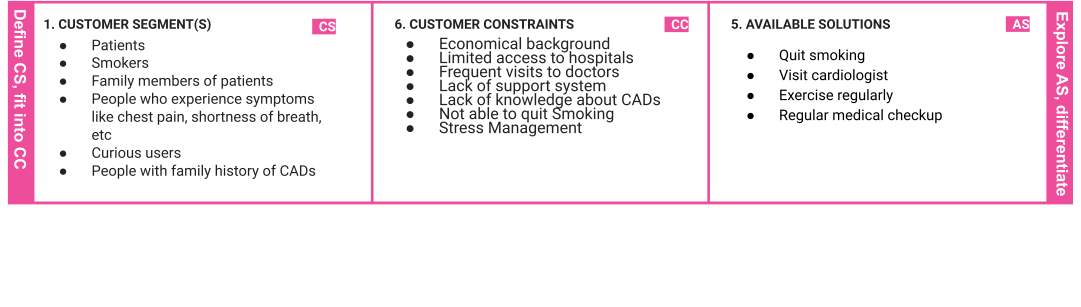 Define CS, fit into CC
1. CUSTOMER SEGMENT(S)
CS
● Patients
● Smokers
● Family members of patients
● People who experience symptoms
like chest pain, shortness of breath,
etc
● Curious users
● People with family history of CADs
6. CUSTOMER CONSTRAINTS
CC
● Economical background
● Limited access to hospitals
● Frequent visits to doctors
● Lack of support system
● Lack of knowledge about CADs
● Not able to quit Smoking
● Stress Management
5. AVAILABLE SOLUTIONS
AS
● Quit smoking
● Visit cardiologist
● Exercise regularly
● Regular medical checkup
Explore AS, differentiate